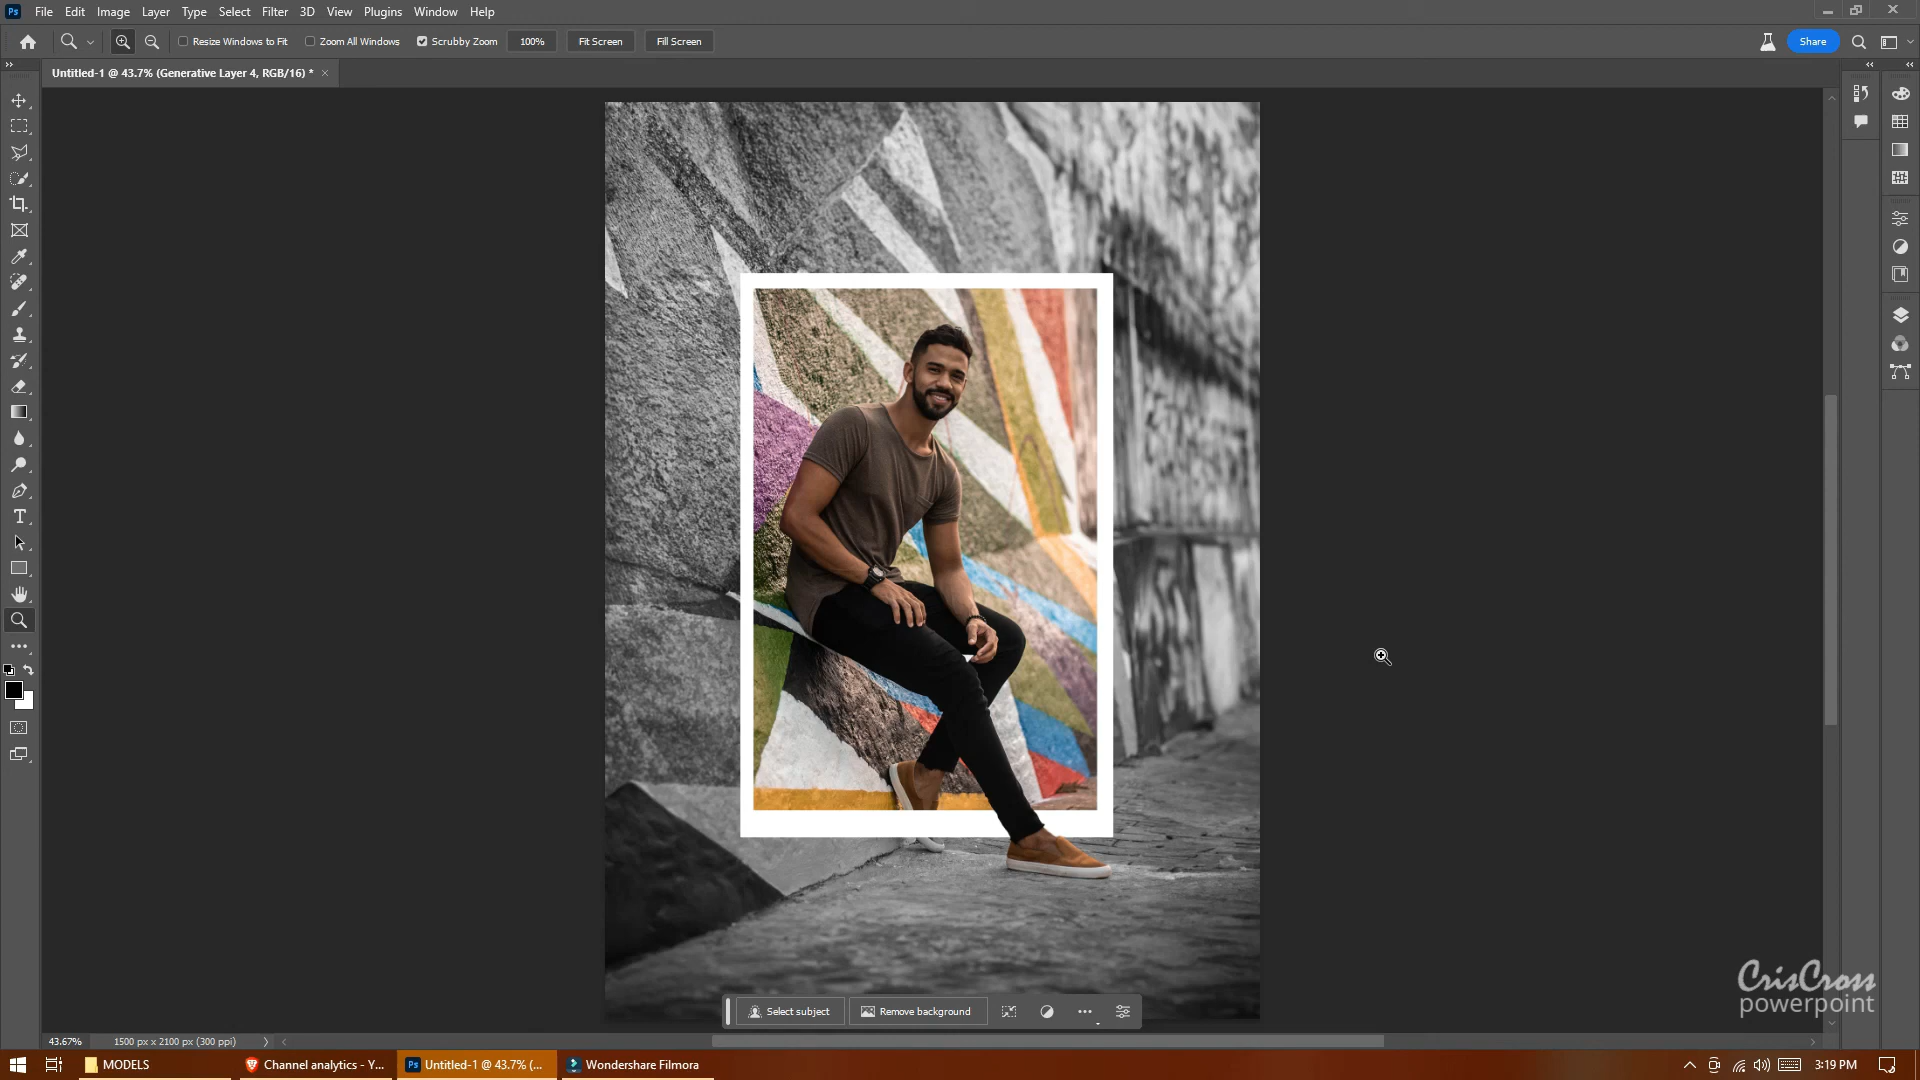 Ps File Edit Image Layer Type Select Filter 3D View Plugins Window Help
Resize Windows to Fit Zoom All Windows Scrubby Zoom 100% Fit Screen Fill Screen Share
Untitled-1 @ 43.7% (Generative Layer 4, RGB/16) * ×
T
CrisCross
powerpoint
Select subject Remove background
43.67% 1500 px x 2100 px (300 ppi)
MODELS Channel analytics - Y... Ps Untitled-1 @ 43.7% (... Wondershare Filmora 3:19 PM